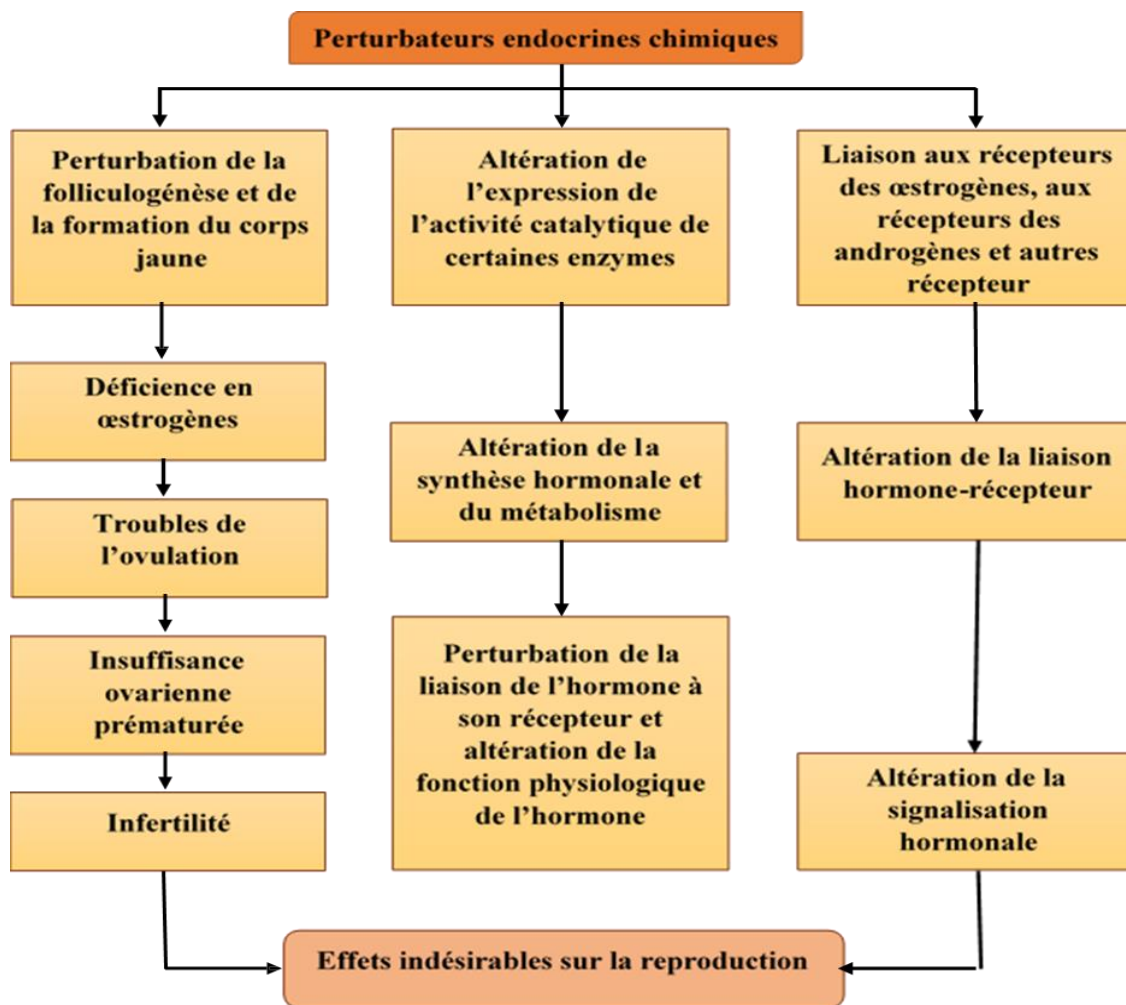 Perturbateurs endocrines chimiques
Perturbation de la
folliculogénèse et de
la formation du corps
jaune
Déficience en
œstrogènes
Troubles de
l'ovulation
Insuffisance
ovarienne
prématurée
Infertilité
Altération de
l'expression de
l'activité catalytique de
certaines enzymes
Altération de la
synthèse hormonale et
du métabolisme
Perturbation de la
liaison de l'hormone à
son récepteur et
altération de la
fonction physiologique
de l'hormone
Liaison aux récepteurs
des œstrogènes, aux
récepteurs des
androgènes et autres
récepteur
Altération de la liaison
hormone-récepteur
Altération de la
signalisation
hormonale
Effets indésirables sur la reproduction